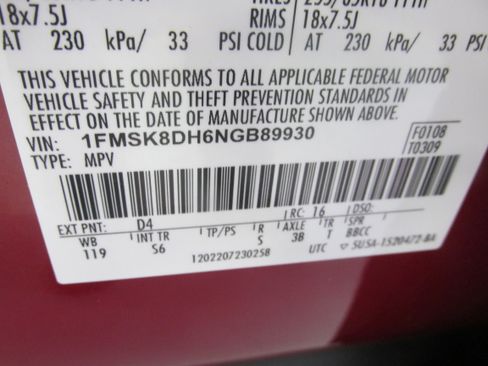 18x7.5J RIMS 18x7.5J
AT 230 kPa/ 33 PSI COLD AT 230 kPa/ 33 PSI
THIS VEHICLE CONFORMS TO ALL APPLICABLE FEDERAL MOTOR
VEHICLE SAFETY AND THEFT PREVENTION STANDARDS IN
EFFECT ON THE DATE OF MANUFACTURE SHOWN ABOVE.
VIN: 1FMSK8DH6NGB89930 F0108
TYPE: MPV T0309
EXT PNT: D4 RC: 16 DSO:
WB INT TR TP/PS R AXLE TR SPR
119 S6 S 3B T BBCC
1202207230258 UTC ▽ 5U5A-1520472-BA